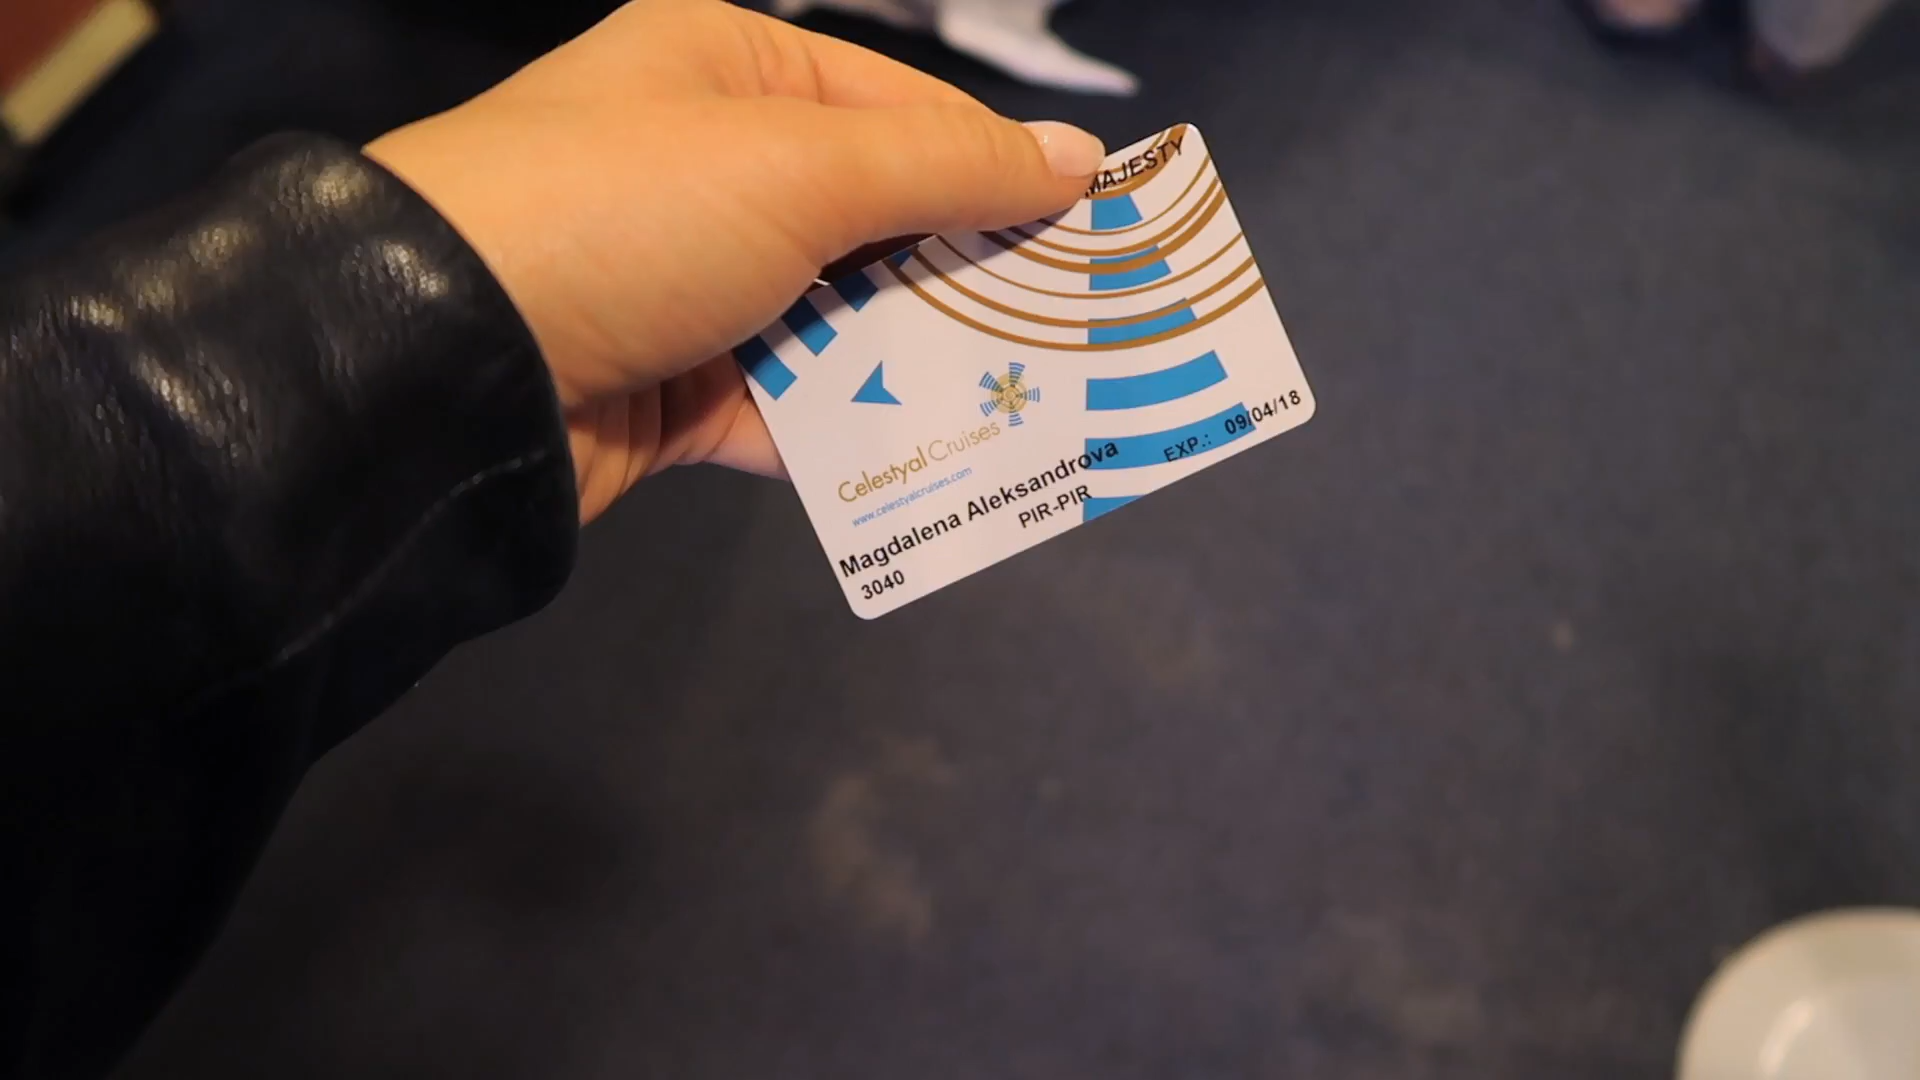 MAJESTY
Celestyal Cruises
www.celestyalcruises.com
Magdalena Aleksandrova
EXP.: 09/04/18
PIR-PIR
3040